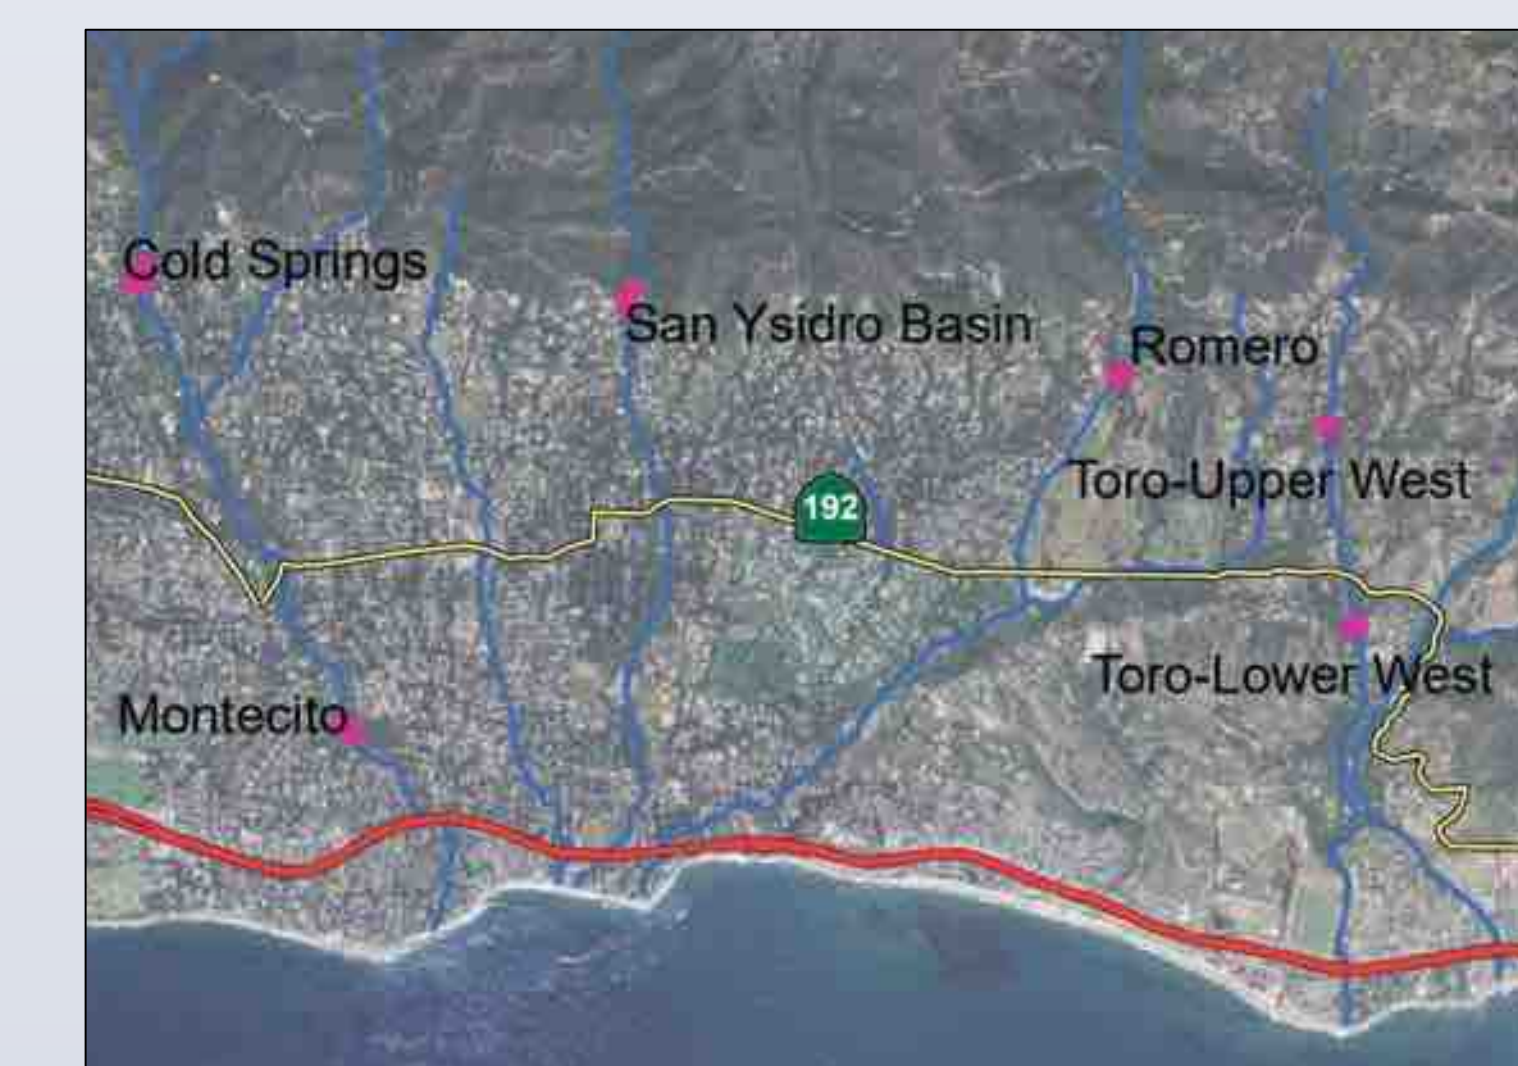 Cold Springs
San Ysidro Basin
Romero
Toro-Upper West
192
Toro-Lower West
Montecito